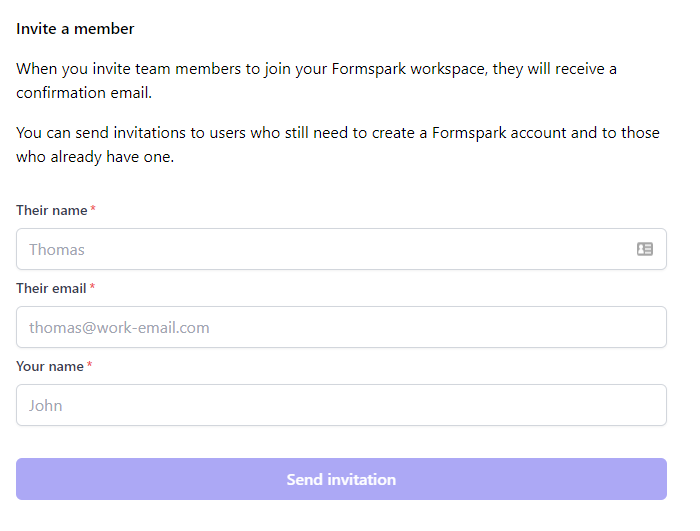 Invite a member
When you invite team members to join your Formspark workspace, they will receive a
confirmation email.
You can send invitations to users who still need to create a Formspark account and to those
who already have one.
Their name *
Thomas
Their email *
thomas@work-email.com
Your name *
John
Send invitation